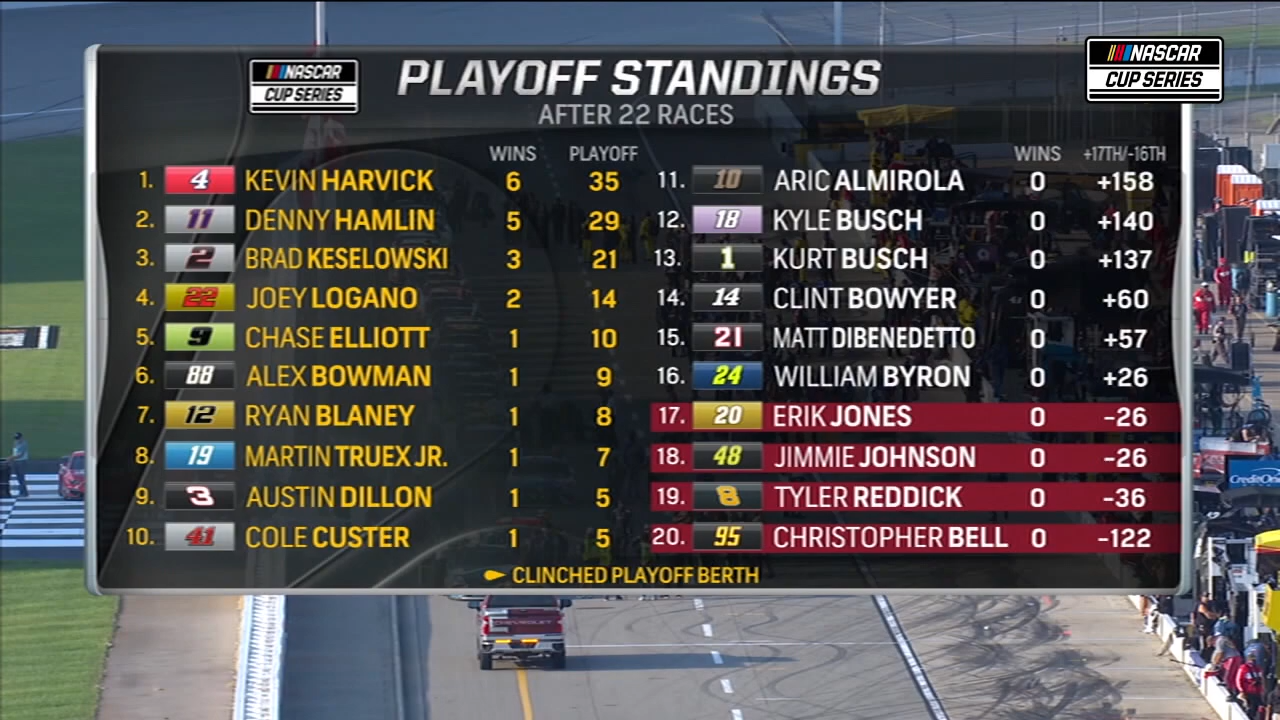 NASCAR
CUP SERIES
PLAYOFF STANDINGS
AFTER 22 RACES
NASCAR
CUP SERIES
WINS PLAYOFF
1. 4 KEVIN HARVICK 6 35
2. 11 DENNY HAMLIN 5 29
3. 2 BRAD KESELOWSKI 3 21
4. 22 JOEY LOGANO 2 14
5. 9 CHASE ELLIOTT 1 10
6. 88 ALEX BOWMAN 1 9
7. 12 RYAN BLANEY 1 8
8. 19 MARTIN TRUEX JR. 1 7
9. 3 AUSTIN DILLON 1 5
10. 41 COLE CUSTER 1 5
WINS +17TH/-16TH
11. 10 ARIC ALMIROLA 0 +158
12. 18 KYLE BUSCH 0 +140
13. 1 KURT BUSCH 0 +137
14. 14 CLINT BOWYER 0 +60
15. 21 MATT DIBENEDETTO 0 +57
16. 24 WILLIAM BYRON 0 +26
17. 20 ERIK JONES 0 -26
18. 48 JIMMIE JOHNSON 0 -26
19. 8 TYLER REDDICK 0 -36
20. 95 CHRISTOPHER BELL 0 -122
CLINCHED PLAYOFF BERTH
CreditOne
CHEVROLET